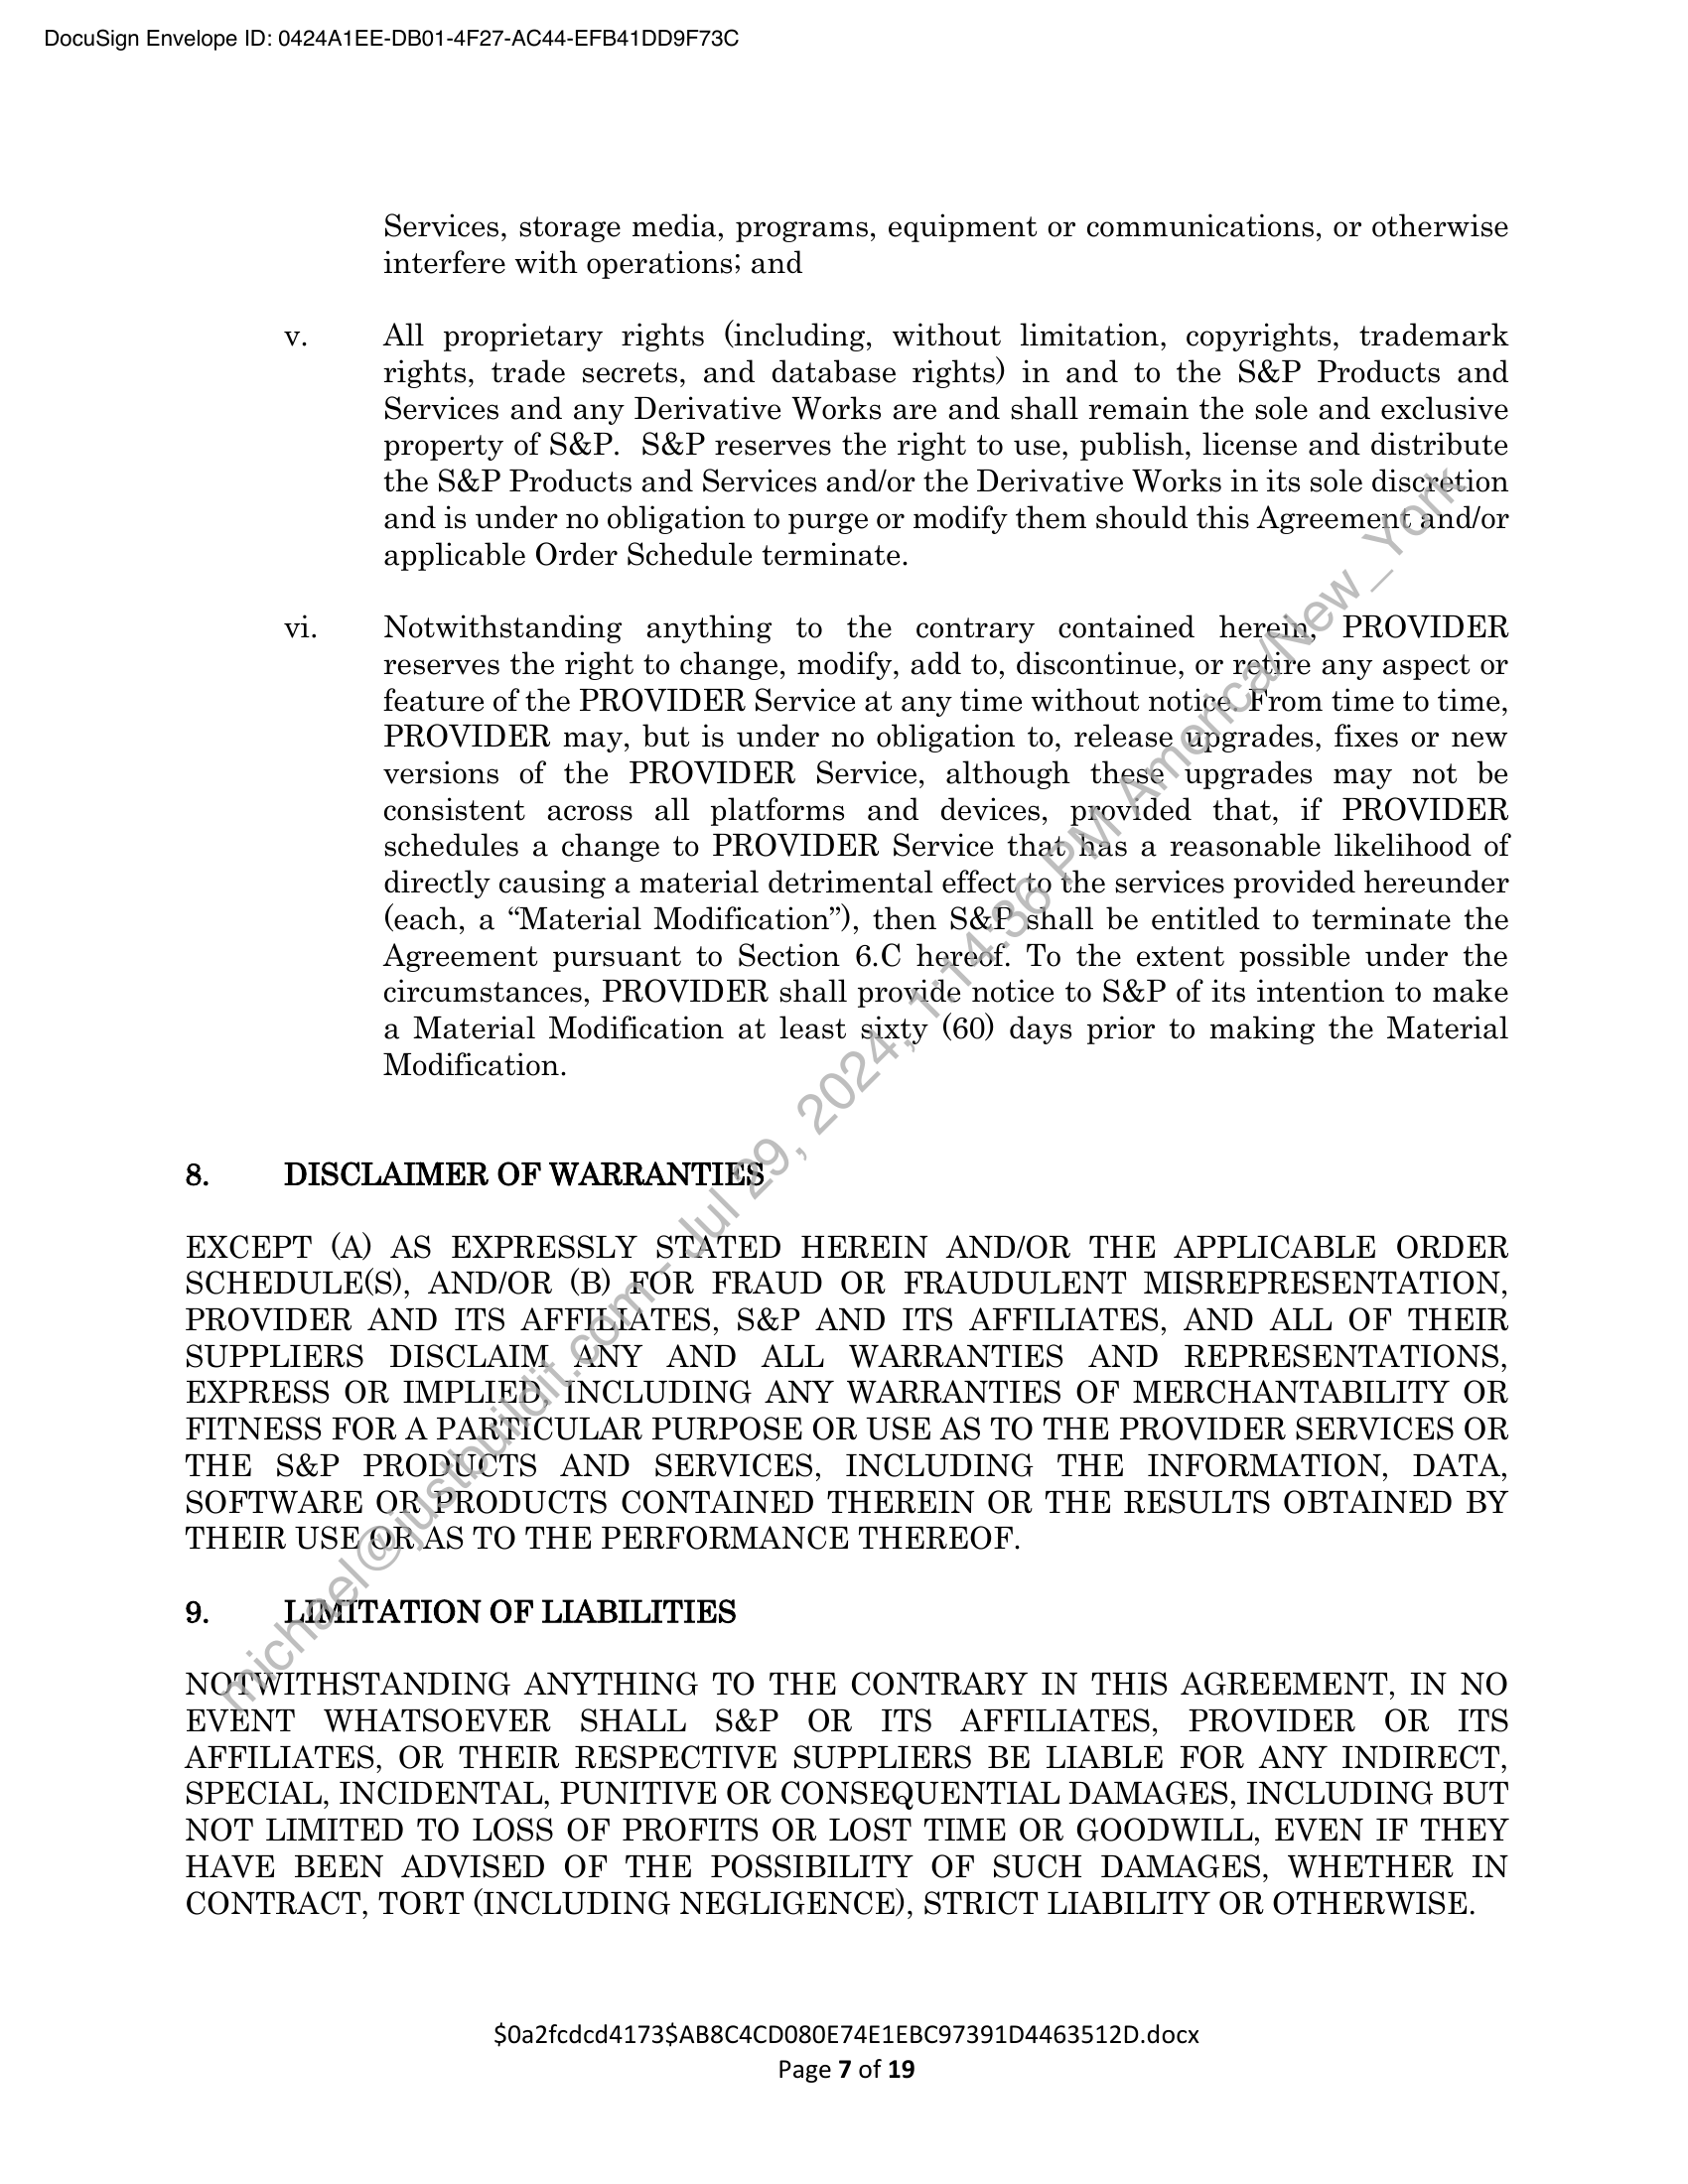 DocuSign Envelope ID: 0424A1EE-DB01-4F27-AC44-EFB41DD9F73C
Services, storage media, programs, equipment or communications, or otherwise
interfere with operations; and
v. All proprietary rights (including, without limitation, copyrights, trademark
rights, trade secrets, and database rights) in and to the S&P Products and
Services and any Derivative Works are and shall remain the sole and exclusive
property of S&P. S&P reserves the right to use, publish, license and distribute
the S&P Products and Services and/or the Derivative Works in its sole discretion
and is under no obligation to purge or modify them should this Agreement and/or
applicable Order Schedule terminate.
vi. Notwithstanding anything to the contrary contained herein, PROVIDER
reserves the right to change, modify, add to, discontinue, or retire any aspect or
feature of the PROVIDER Service at any time without notice. From time to time,
PROVIDER may, but is under no obligation to, release upgrades, fixes or new
versions of the PROVIDER Service, although these upgrades may not be
consistent across all platforms and devices, provided that, if PROVIDER
schedules a change to PROVIDER Service that has a reasonable likelihood of
directly causing a material detrimental effect to the services provided hereunder
(each, a “Material Modification”), then S&P shall be entitled to terminate the
Agreement pursuant to Section 6.C hereof. To the extent possible under the
circumstances, PROVIDER shall provide notice to S&P of its intention to make
a Material Modification at least sixty (60) days prior to making the Material
Modification.
8. DISCLAIMER OF WARRANTIES
EXCEPT (A) AS EXPRESSLY STATED HEREIN AND/OR THE APPLICABLE ORDER
SCHEDULE(S), AND/OR (B) FOR FRAUD OR FRAUDULENT MISREPRESENTATION,
PROVIDER AND ITS AFFILIATES, S&P AND ITS AFFILIATES, AND ALL OF THEIR
SUPPLIERS DISCLAIM ANY AND ALL WARRANTIES AND REPRESENTATIONS,
EXPRESS OR IMPLIED, INCLUDING ANY WARRANTIES OF MERCHANTABILITY OR
FITNESS FOR A PARTICULAR PURPOSE OR USE AS TO THE PROVIDER SERVICES OR
THE S&P PRODUCTS AND SERVICES, INCLUDING THE INFORMATION, DATA,
SOFTWARE OR PRODUCTS CONTAINED THEREIN OR THE RESULTS OBTAINED BY
THEIR USE OR AS TO THE PERFORMANCE THEREOF.
9. LIMITATION OF LIABILITIES
NOTWITHSTANDING ANYTHING TO THE CONTRARY IN THIS AGREEMENT, IN NO
EVENT WHATSOEVER SHALL S&P OR ITS AFFILIATES, PROVIDER OR ITS
AFFILIATES, OR THEIR RESPECTIVE SUPPLIERS BE LIABLE FOR ANY INDIRECT,
SPECIAL, INCIDENTAL, PUNITIVE OR CONSEQUENTIAL DAMAGES, INCLUDING BUT
NOT LIMITED TO LOSS OF PROFITS OR LOST TIME OR GOODWILL, EVEN IF THEY
HAVE BEEN ADVISED OF THE POSSIBILITY OF SUCH DAMAGES, WHETHER IN
CONTRACT, TORT (INCLUDING NEGLIGENCE), STRICT LIABILITY OR OTHERWISE.
michael@justbuildit.com - Jul 29, 2024, 1:14:36 PM America/New_York
$0a2fcdcd4173$AB8C4CD080E74E1EBC97391D4463512D.docx
Page 7 of 19